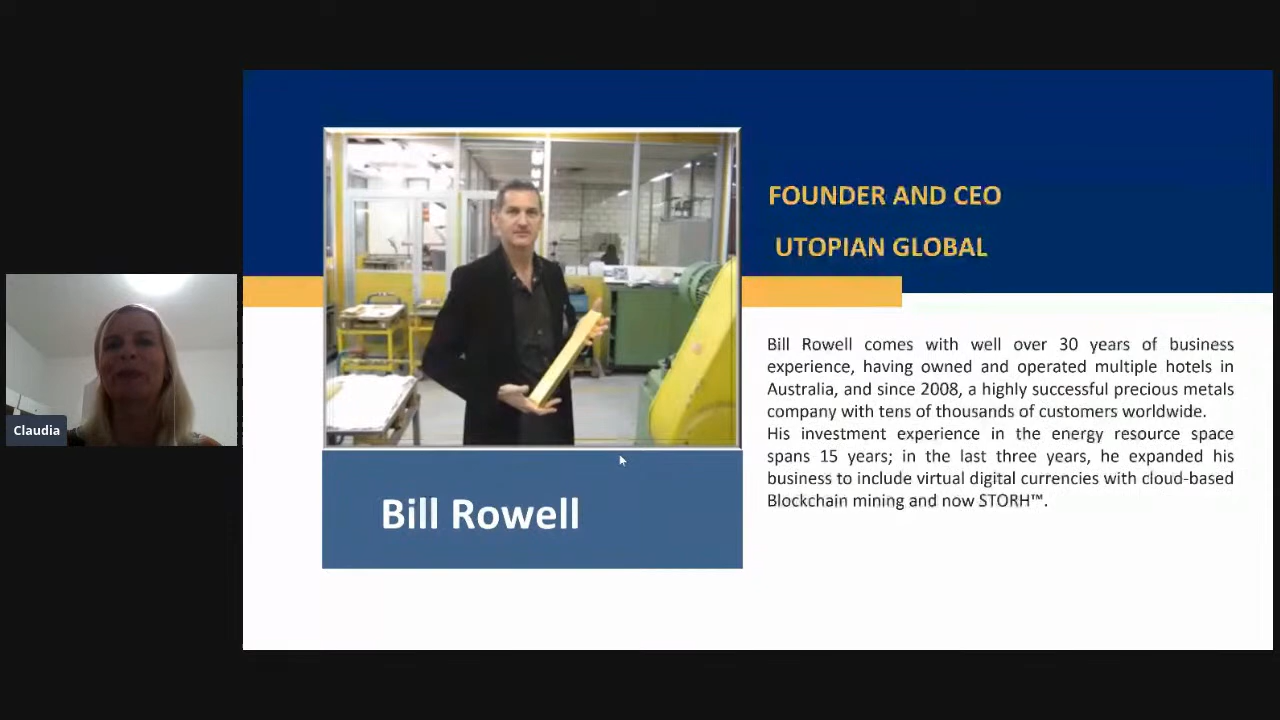 FOUNDER AND CEO
UTOPIAN GLOBAL
Bill Rowell comes with well over 30 years of business
experience, having owned and operated multiple hotels in
Australia, and since 2008, a highly successful precious metals
company with tens of thousands of customers worldwide.
His investment experience in the energy resource space
spans 15 years; in the last three years, he expanded his
business to include virtual digital currencies with cloud-based
Blockchain mining and now STORH™.
Bill Rowell
Claudia